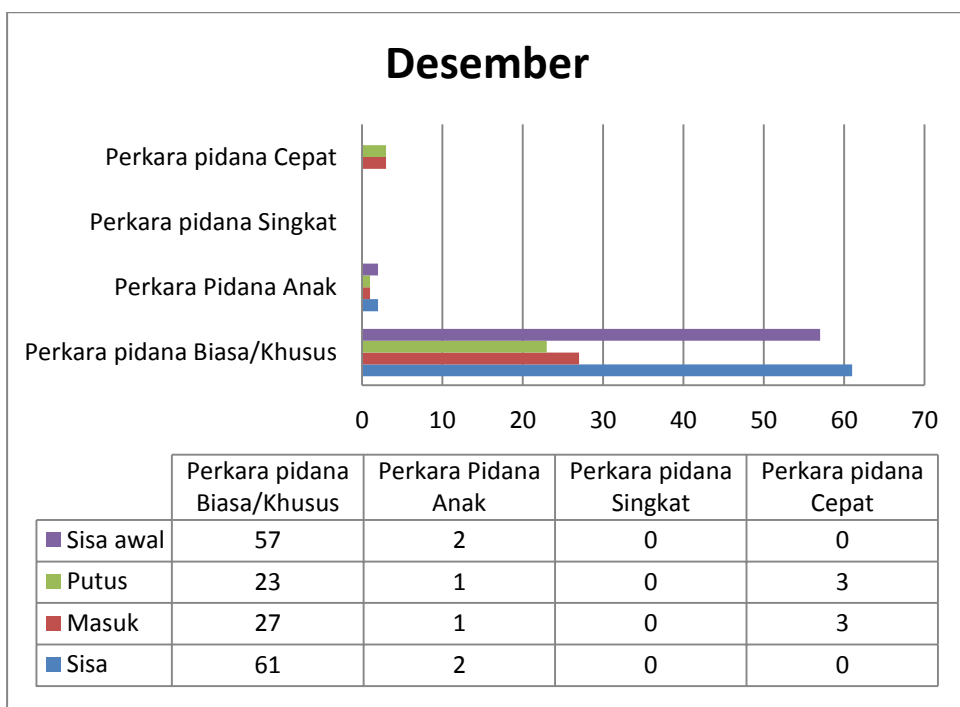 Desember
Perkara pidana Cepat
Perkara pidana Singkat
Perkara Pidana Anak
Perkara pidana Biasa/Khusus
0 10 20 30 40 50 60 70
Perkara pidana Biasa/Khusus Perkara Pidana Anak Perkara pidana Singkat Perkara pidana Cepat
Sisa awal 57 2 0 0
Putus 23 1 0 3
Masuk 27 1 0 3
Sisa 61 2 0 0